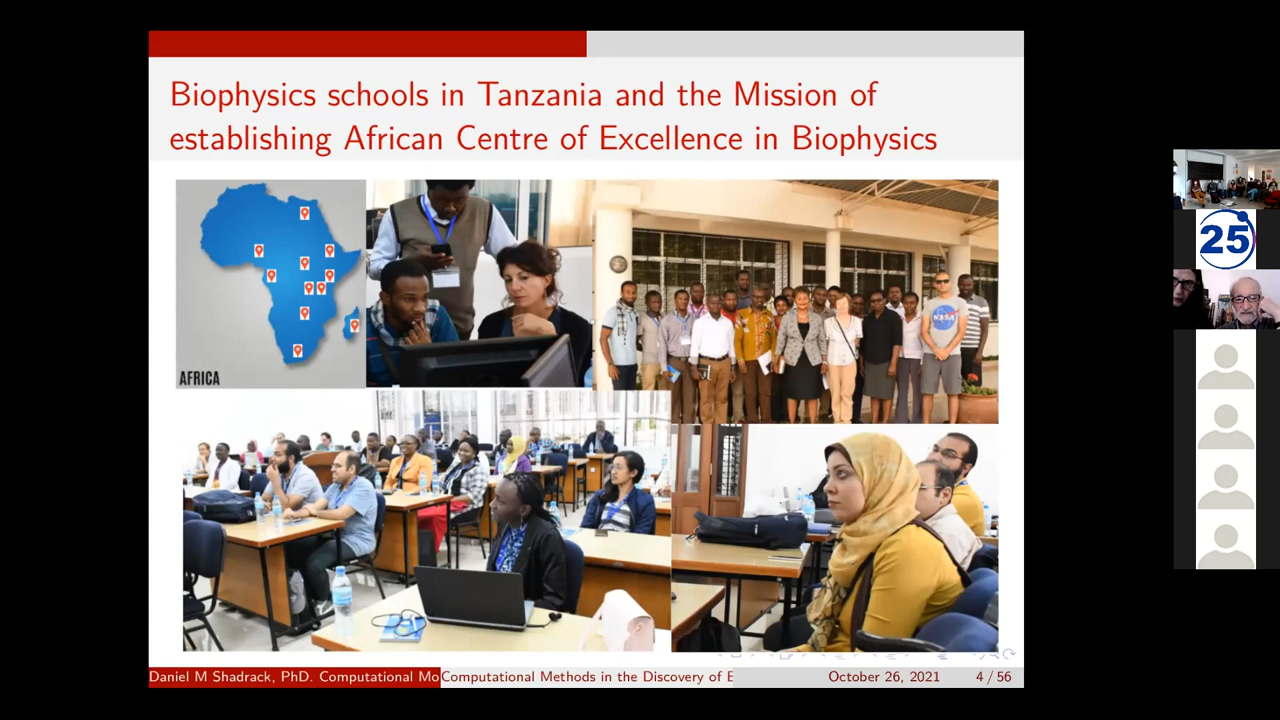 Biophysics schools in Tanzania and the Mission of
establishing African Centre of Excellence in Biophysics
AFRICA
NASA
25
Daniel M Shadrack, PhD. Computational Mo
Computational Methods in the Discovery of E
October 26, 2021
4 / 56